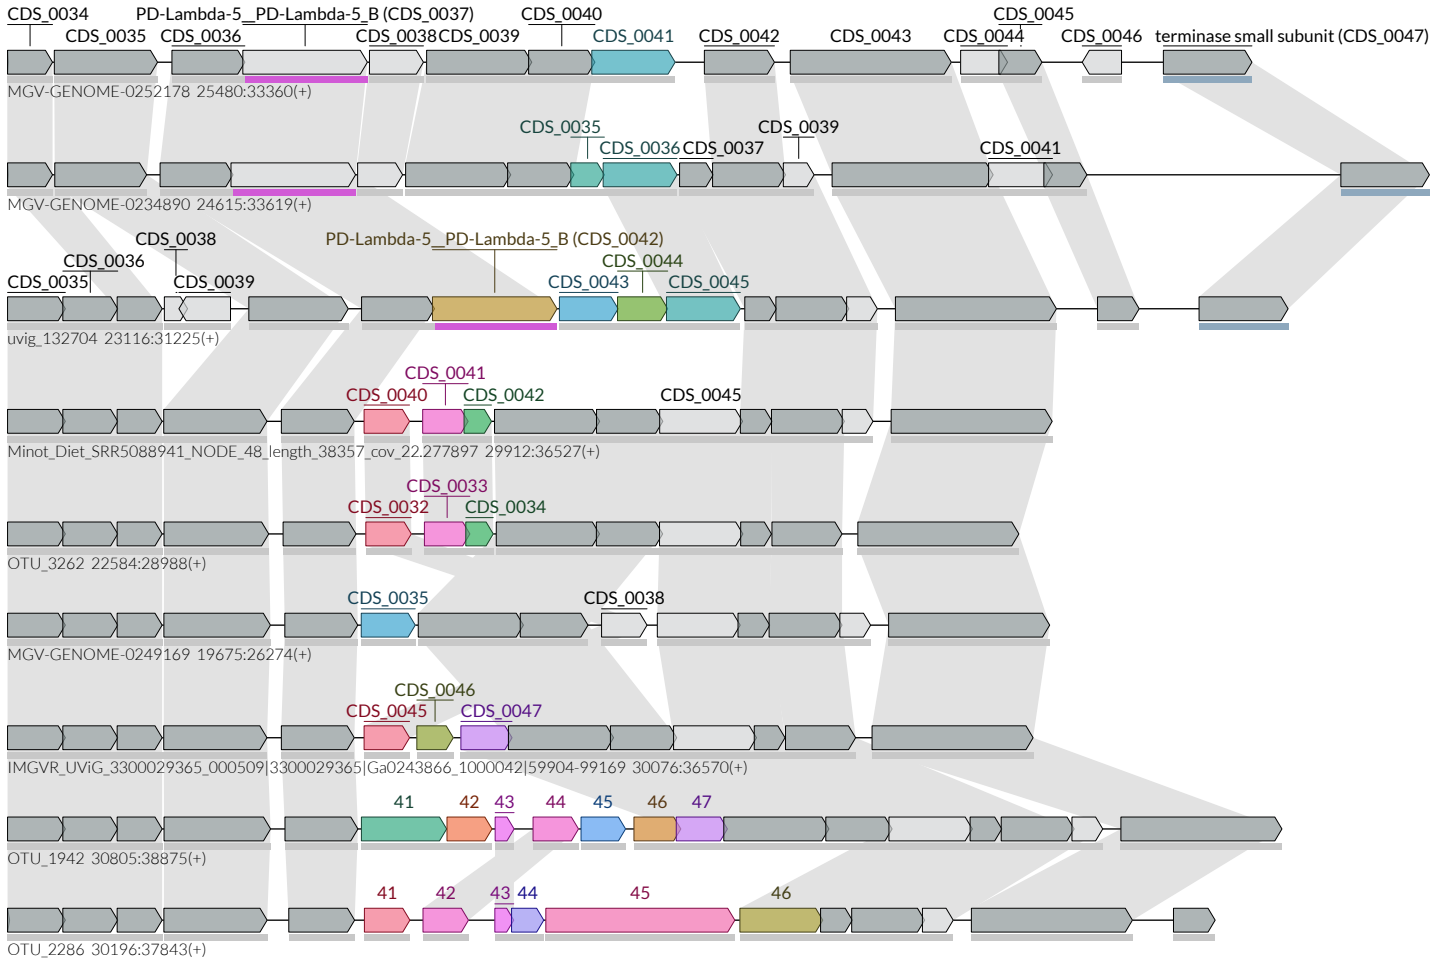 CDS_0034 PD-Lambda-5__PD-Lambda-5_B (CDS_0037) CDS_0040 CDS_0045
CDS_0035 CDS_0036 CDS_0038 CDS_0039 CDS_0041 CDS_0042 CDS_0043 CDS_0044 CDS_0046 terminase small subunit (CDS_0047)
MGV-GENOME-0252178 25480:33360(+)
CDS_0035 CDS_0039
CDS_0036 CDS_0037 CDS_0041
MGV-GENOME-0234890 24615:33619(+)
CDS_0038 PD-Lambda-5__PD-Lambda-5_B (CDS_0042)
CDS_0036 CDS_0044
CDS_0035 CDS_0039 CDS_0043 CDS_0045
uvig_132704 23116:31225(+)
CDS_0041
CDS_0040 CDS_0042 CDS_0045
Minot_Diet_SRR5088941_NODE_48_length_38357_cov_22.277897 29912:36527(+)
CDS_0033
CDS_0032 CDS_0034
OTU_3262 22584:28988(+)
CDS_0035 CDS_0038
MGV-GENOME-0249169 19675:26274(+)
CDS_0046
CDS_0045 CDS_0047
IMGVR_UViG_3300029365_000509|3300029365|Ga0243866_1000042|59904-99169 30076:36570(+)
41 42 43 44 45 46 47
OTU_1942 30805:38875(+)
41 42 43 44 45 46
OTU_2286 30196:37843(+)